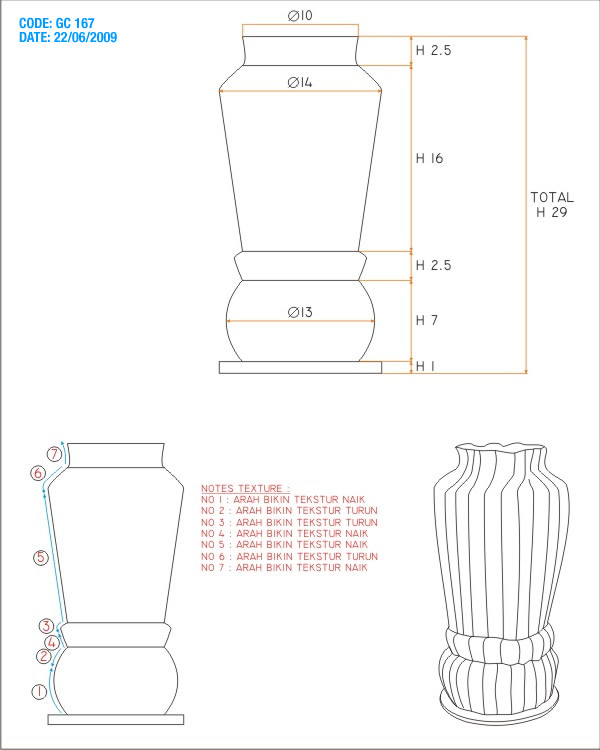 CODE: GC 167
DATE: 22/06/2009
Ø10
H 2.5
Ø14
H 16
TOTAL
H 29
H 2.5
Ø13
H 7
H 1
7
6
5
3
4
2
1
NOTES TEXTURE :
NO 1 : ARAH BIKIN TEKSTUR NAIK
NO 2 : ARAH BIKIN TEKSTUR TURUN
NO 3 : ARAH BIKIN TEKSTUR TURUN
NO 4 : ARAH BIKIN TEKSTUR NAIK
NO 5 : ARAH BIKIN TEKSTUR NAIK
NO 6 : ARAH BIKIN TEKSTUR TURUN
NO 7 : ARAH BIKIN TEKSTUR NAIK